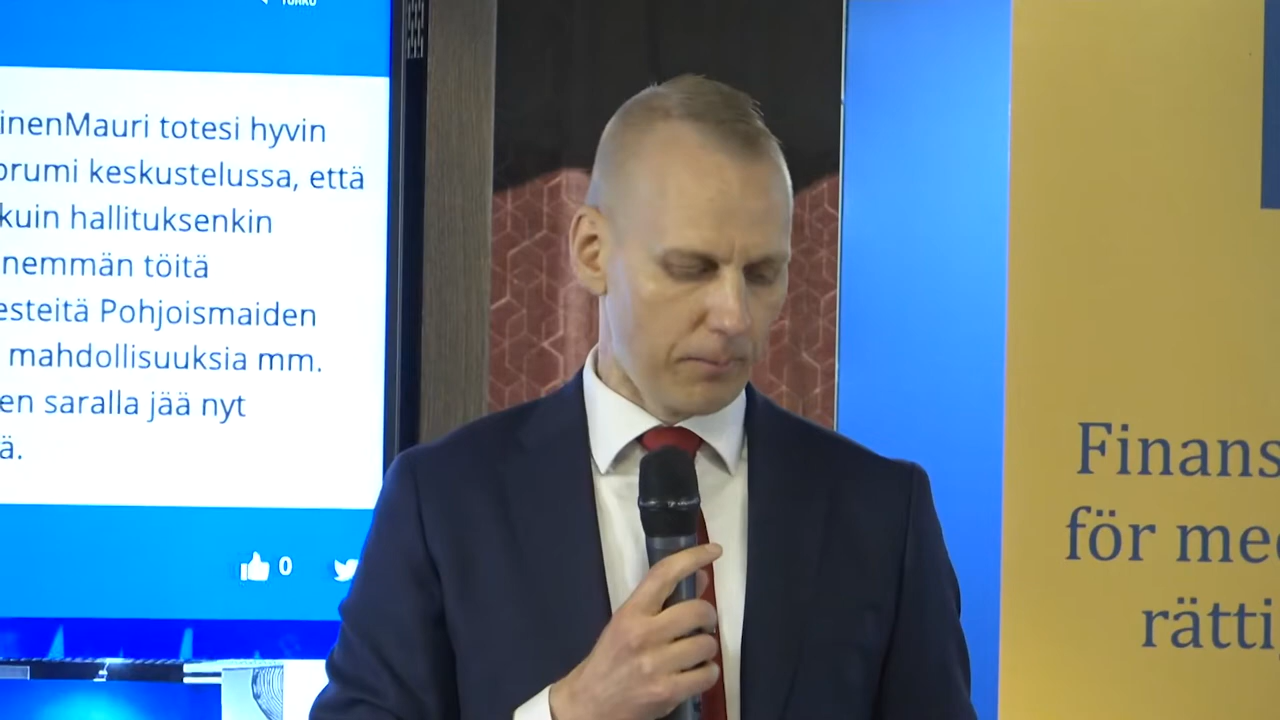 TURKU
inenMauri totesi hyvin
orumi keskustelussa, että
kuin hallituksenkin
nemmän töitä
esteitä Pohjoismaiden
mahdollisuuksia mm.
en saralla jää nyt
ä.
0
Finans
för me
rätti